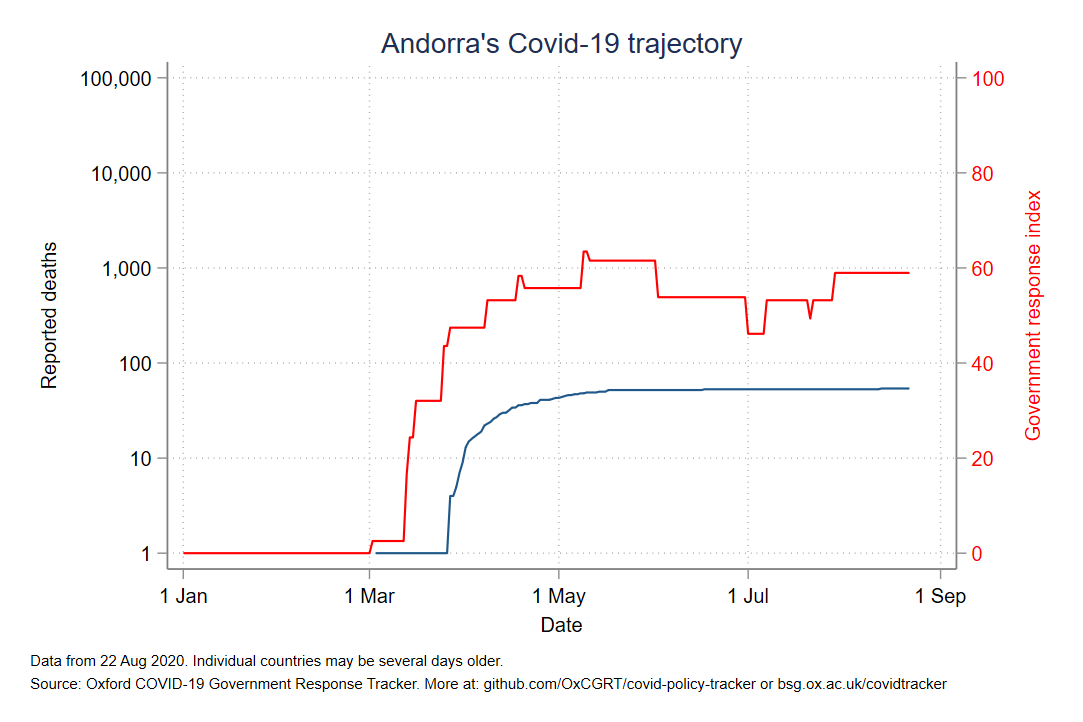 Andorra's Covid-19 trajectory
100,000
10,000
1,000
100
10
1
Reported deaths
100
80
60
40
20
0
Government response index
1 Jan
1 Mar
1 May
1 Jul
1 Sep
Date
Data from 22 Aug 2020. Individual countries may be several days older.
Source: Oxford COVID-19 Government Response Tracker. More at: github.com/OxCGRT/covid-policy-tracker or bsg.ox.ac.uk/covidtracker